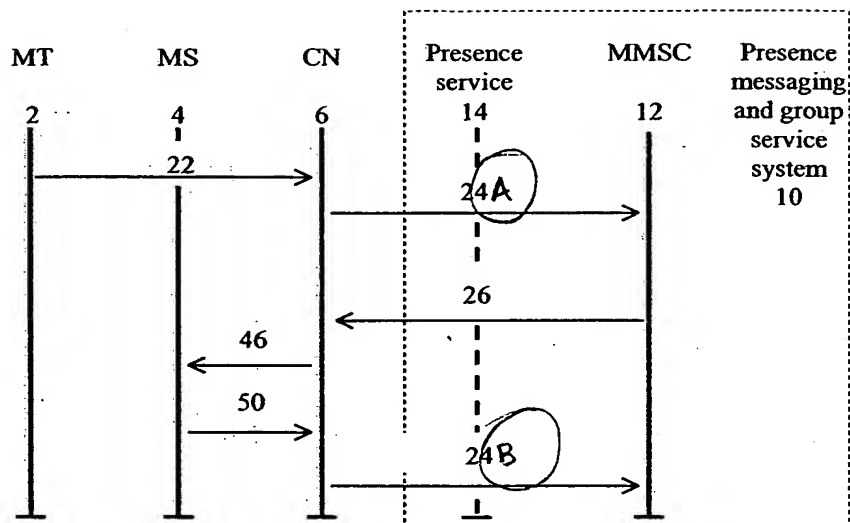 MT
MS
CN
Presence
service
MMSC
Presence
messaging
and group
service
system
10
2
4
6
14
12
22
24A
26
46
50
24B